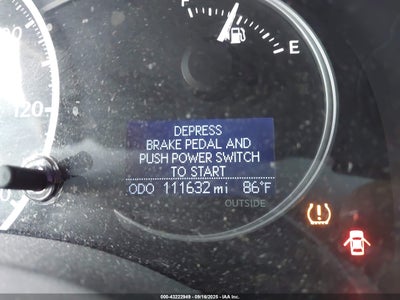 F
E
120
DEPRESS
BRAKE PEDAL AND
PUSH POWER SWITCH
TO START
ODO 111632 mi 86°F
OUTSIDE
000-43222949 - 09/16/2025 - IAA Inc.